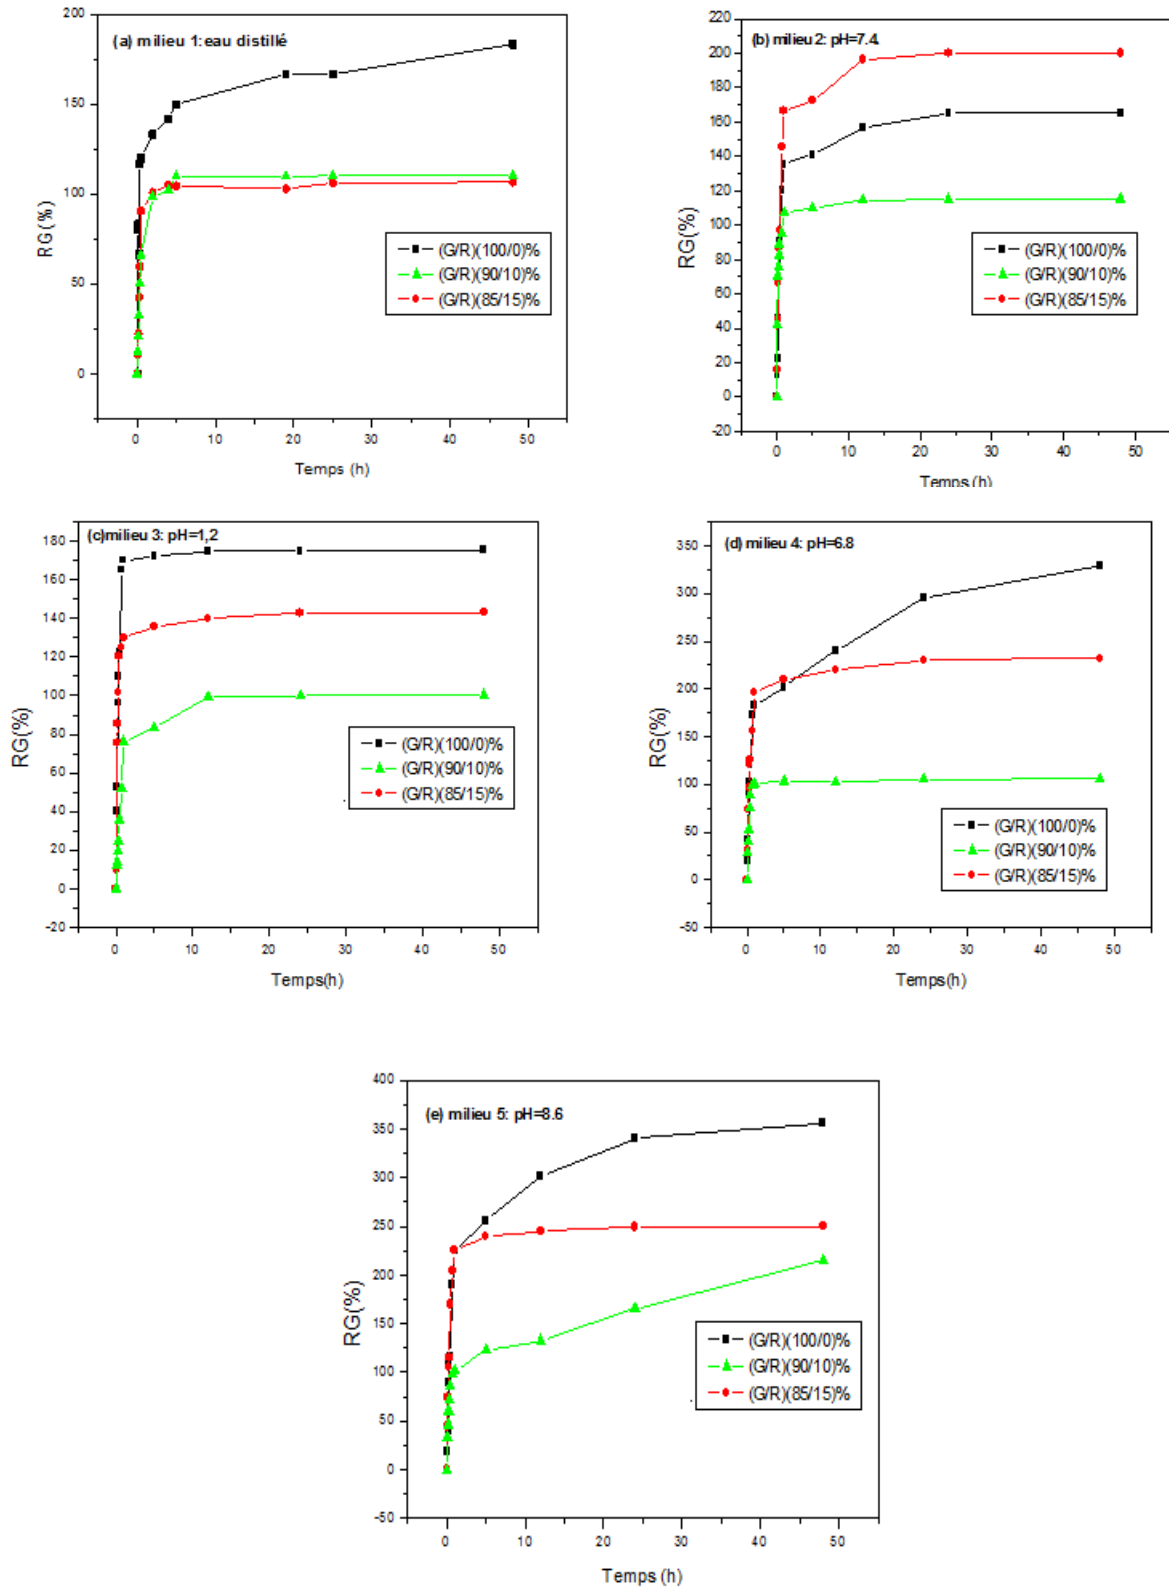 (a) milieu 1:eau distillé
RG(%)
200
150
100
50
0
(G/R)(100/0)%
(G/R)(90/10)%
(G/R)(85/15)%
0 10 20 30 40 50
Temps (h)
(b) milieu 2: pH=7.4.
RG(%)
220
200
180
160
140
120
100
80
60
40
20
0
-20
(G/R)(100/0)%
(G/R)(90/10)%
(G/R)(85/15)%
0 10 20 30 40 50
Temps(h)
(c)milieu 3: pH=1,2
RG(%)
180
160
140
120
100
80
60
40
20
0
-20
(G/R)(100/0)%
(G/R)(90/10)%
(G/R)(85/15)%
0 10 20 30 40 50
Temps(h)
(d) milieu 4: pH=6.8
RG(%)
350
300
250
200
150
100
50
0
-50
(G/R)(100/0)%
(G/R)(90/10)%
(G/R)(85/15)%
0 10 20 30 40 50
Temps(h)
(e) milieu 5: pH=8.6
RG(%)
400
350
300
250
200
150
100
50
0
-50
(G/R)(100/0)%
(G/R)(90/10)%
(G/R)(85/15)%
0 10 20 30 40 50
Temps (h)